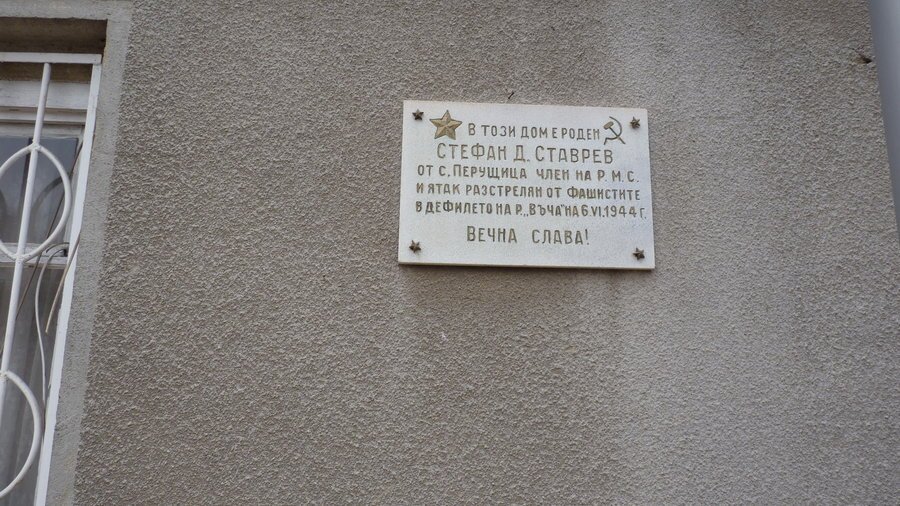 В ТОЗИ ДОМ Е РОДЕН
СТЕФАН Д. СТАВРЕВ
ОТ С. ПЕРУЩИЦА ЧЛЕН НА Р. М. С.
И ЯТАК РАЗСТРЕЛЯН ОТ ФАШИСТИТЕ
В ДЕФИЛЕТО НА Р. „ВЪЧА" НА 6 VI. 1944 Г.
ВЕЧНА СЛАВА!